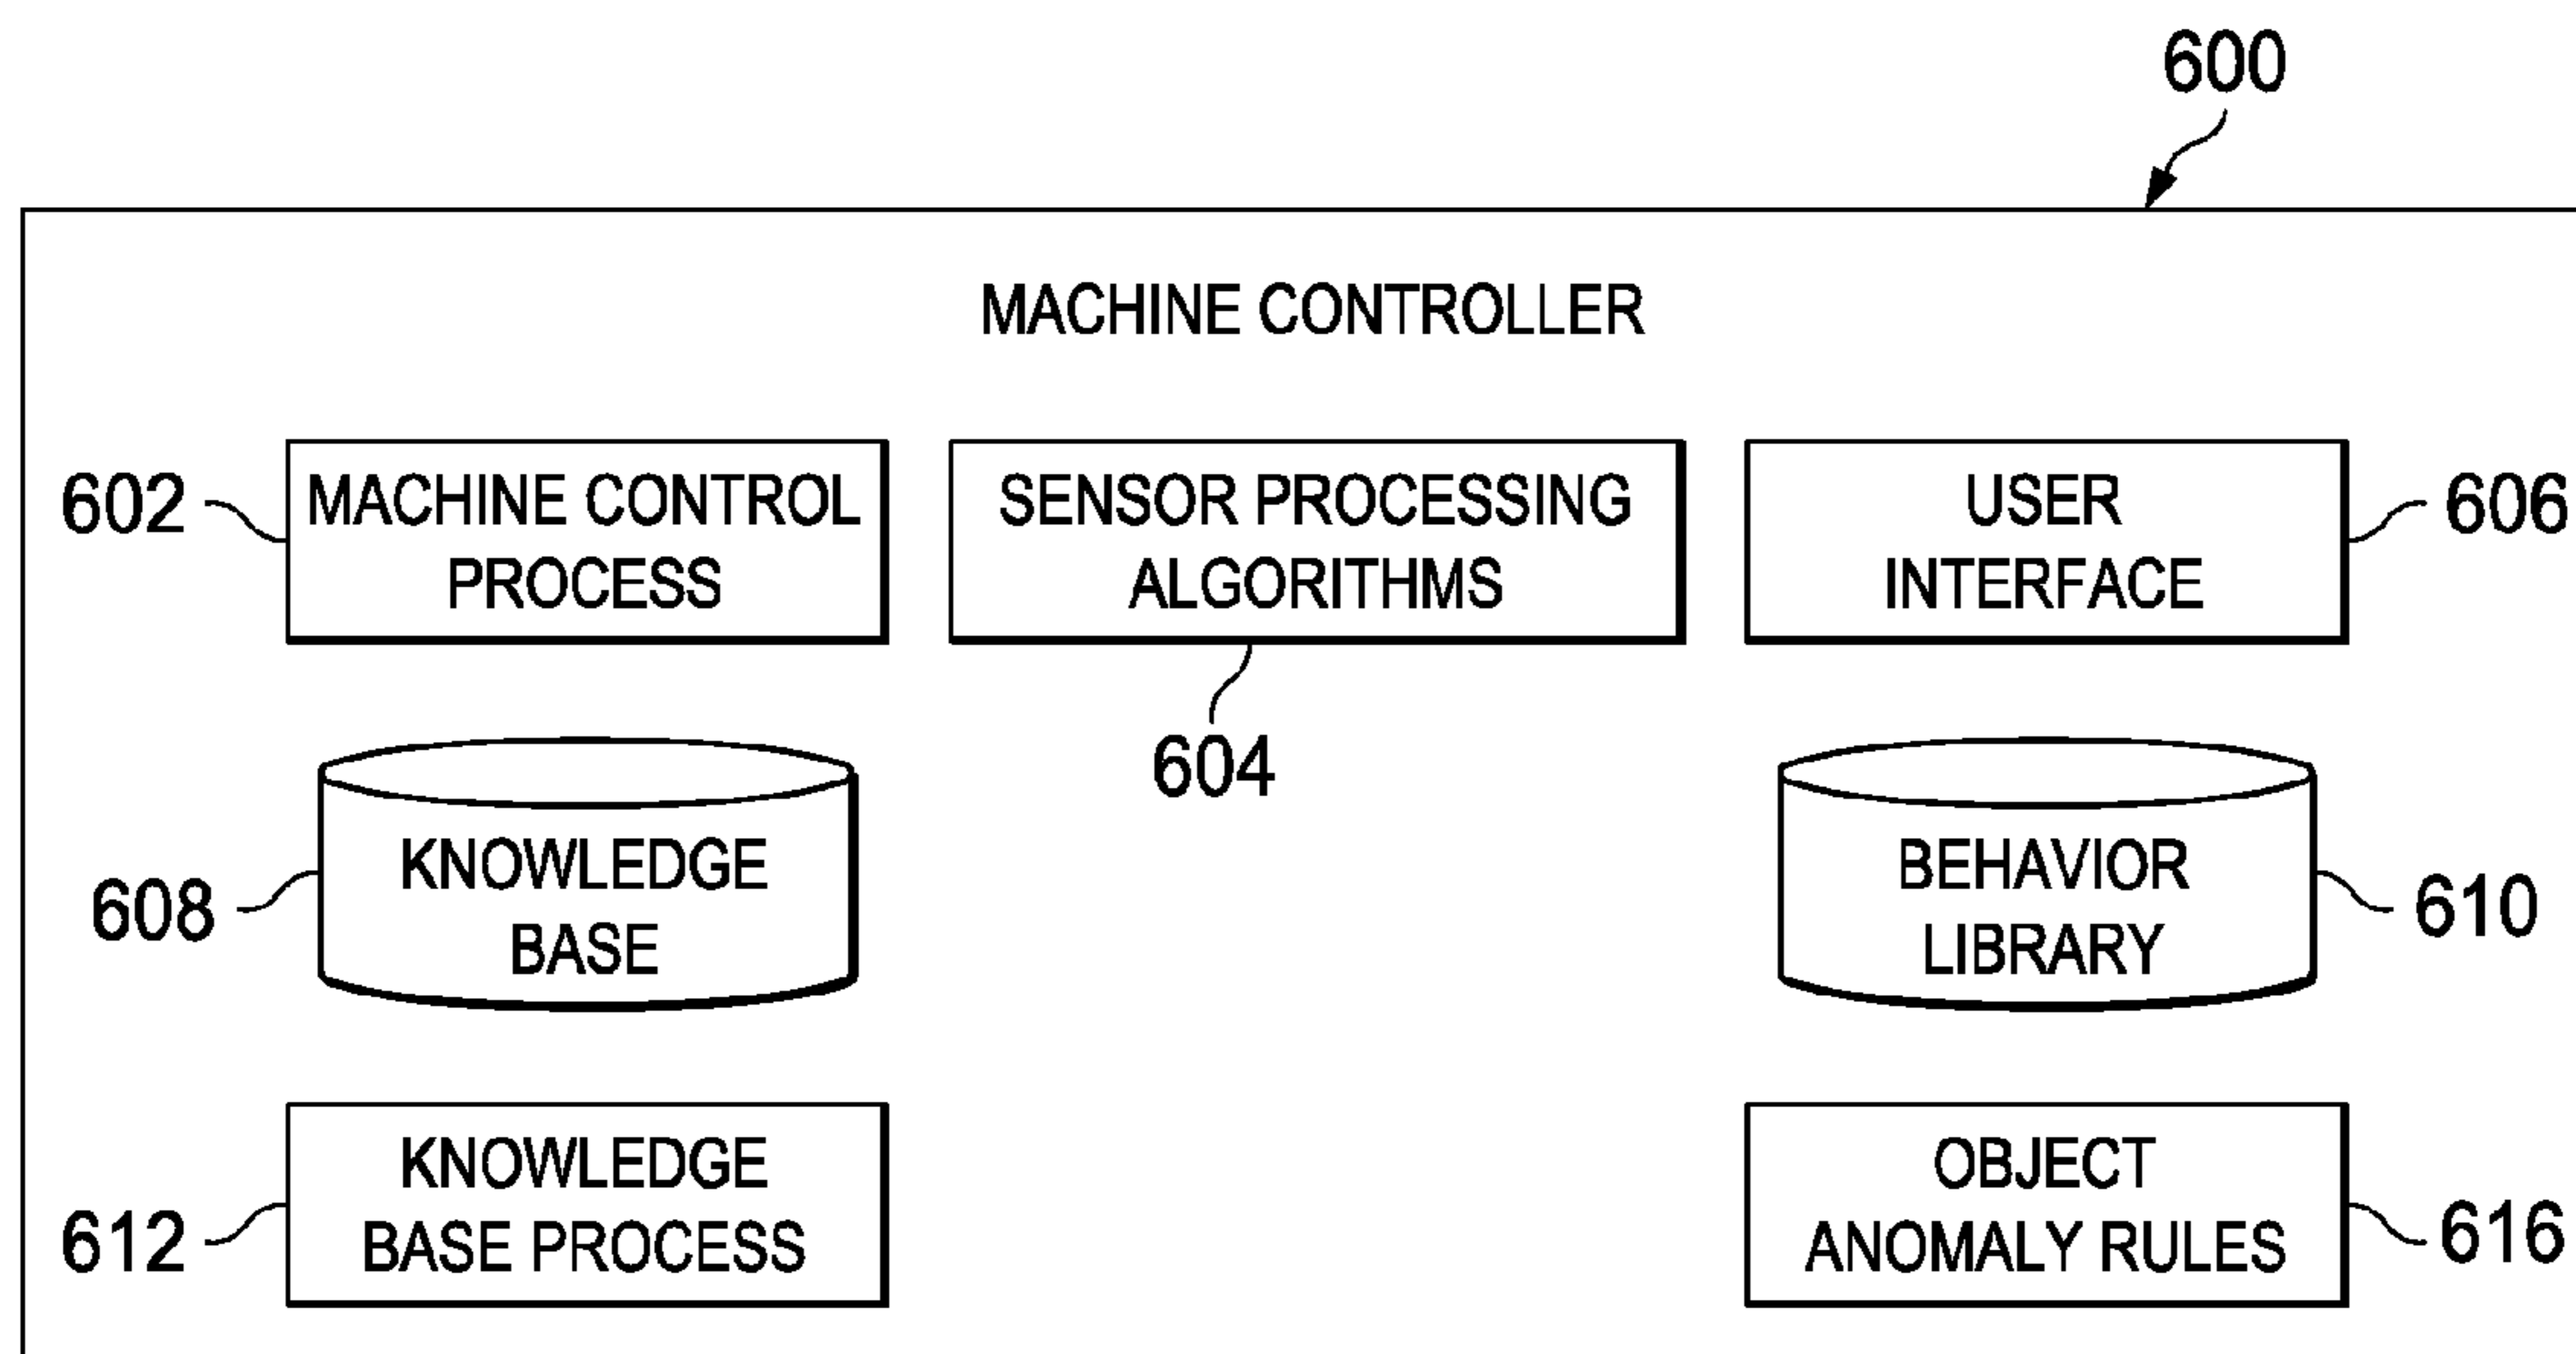 600
MACHINE CONTROLLER
602
MACHINE CONTROL
PROCESS
SENSOR PROCESSING
ALGORITHMS
604
USER
INTERFACE
606
608
KNOWLEDGE
BASE
BEHAVIOR
LIBRARY
610
612
KNOWLEDGE
BASE PROCESS
OBJECT
ANOMALY RULES
616